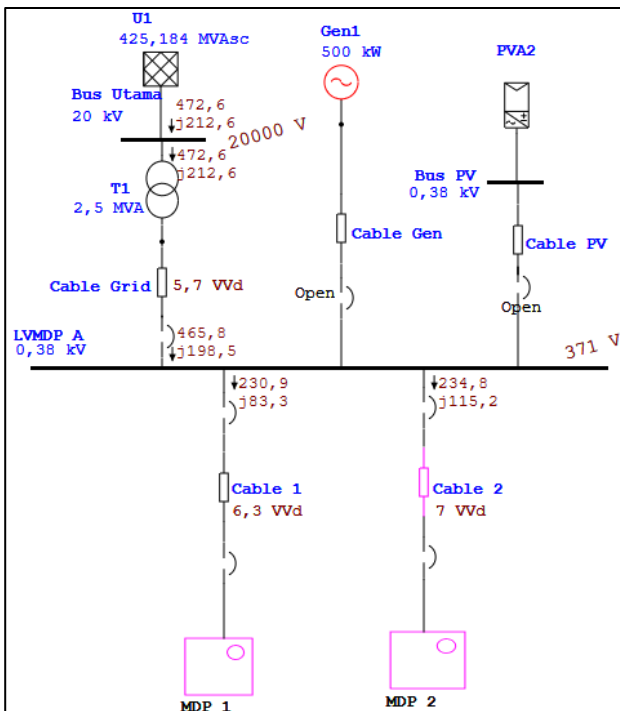 U1
425,184 MVAsc
Gen1
500 kW
PVA2
Bus Utama
20 kV
472,6
j212,6
20000 V
472,6
j212,6
T1
2,5 MVA
Bus PV
0,38 kV
Cable Gen
Cable PV
Cable Grid
5,7 VVd
Open
Open
LVMDP A
0,38 kV
465,8
j198,5
371 V
230,9
j83,3
234,8
j115,2
Cable 1
6,3 VVd
Cable 2
7 VVd
MDP 1
MDP 2